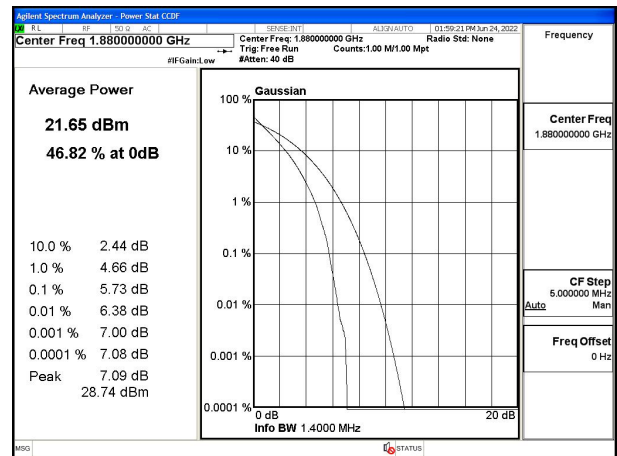 Agilent Spectrum Analyzer - Power Stat CCDF
RL RF 50 Ω AC SENSE:INT ALIGNAUTO 01:59:21 PM Jun 24, 2022
Center Freq 1.880000000 GHz
Center Freq: 1.880000000 GHz Radio Std: None
Trig: Free Run Counts:1.00 M/1.00 Mpt
#IFGain:Low #Atten: 40 dB
Frequency
Average Power
21.65 dBm
46.82 % at 0dB
10.0 % 2.44 dB
1.0 % 4.66 dB
0.1 % 5.73 dB
0.01 % 6.38 dB
0.001 % 7.00 dB
0.0001 % 7.08 dB
Peak 7.09 dB
28.74 dBm
Gaussian
100 %
10 %
1 %
0.1 %
0.01 %
0.001 %
0.0001 %
0 dB 20 dB
Info BW 1.4000 MHz
Center Freq
1.880000000 GHz
CF Step
5.000000 MHz
Auto Man
Freq Offset
0 Hz
MSG STATUS